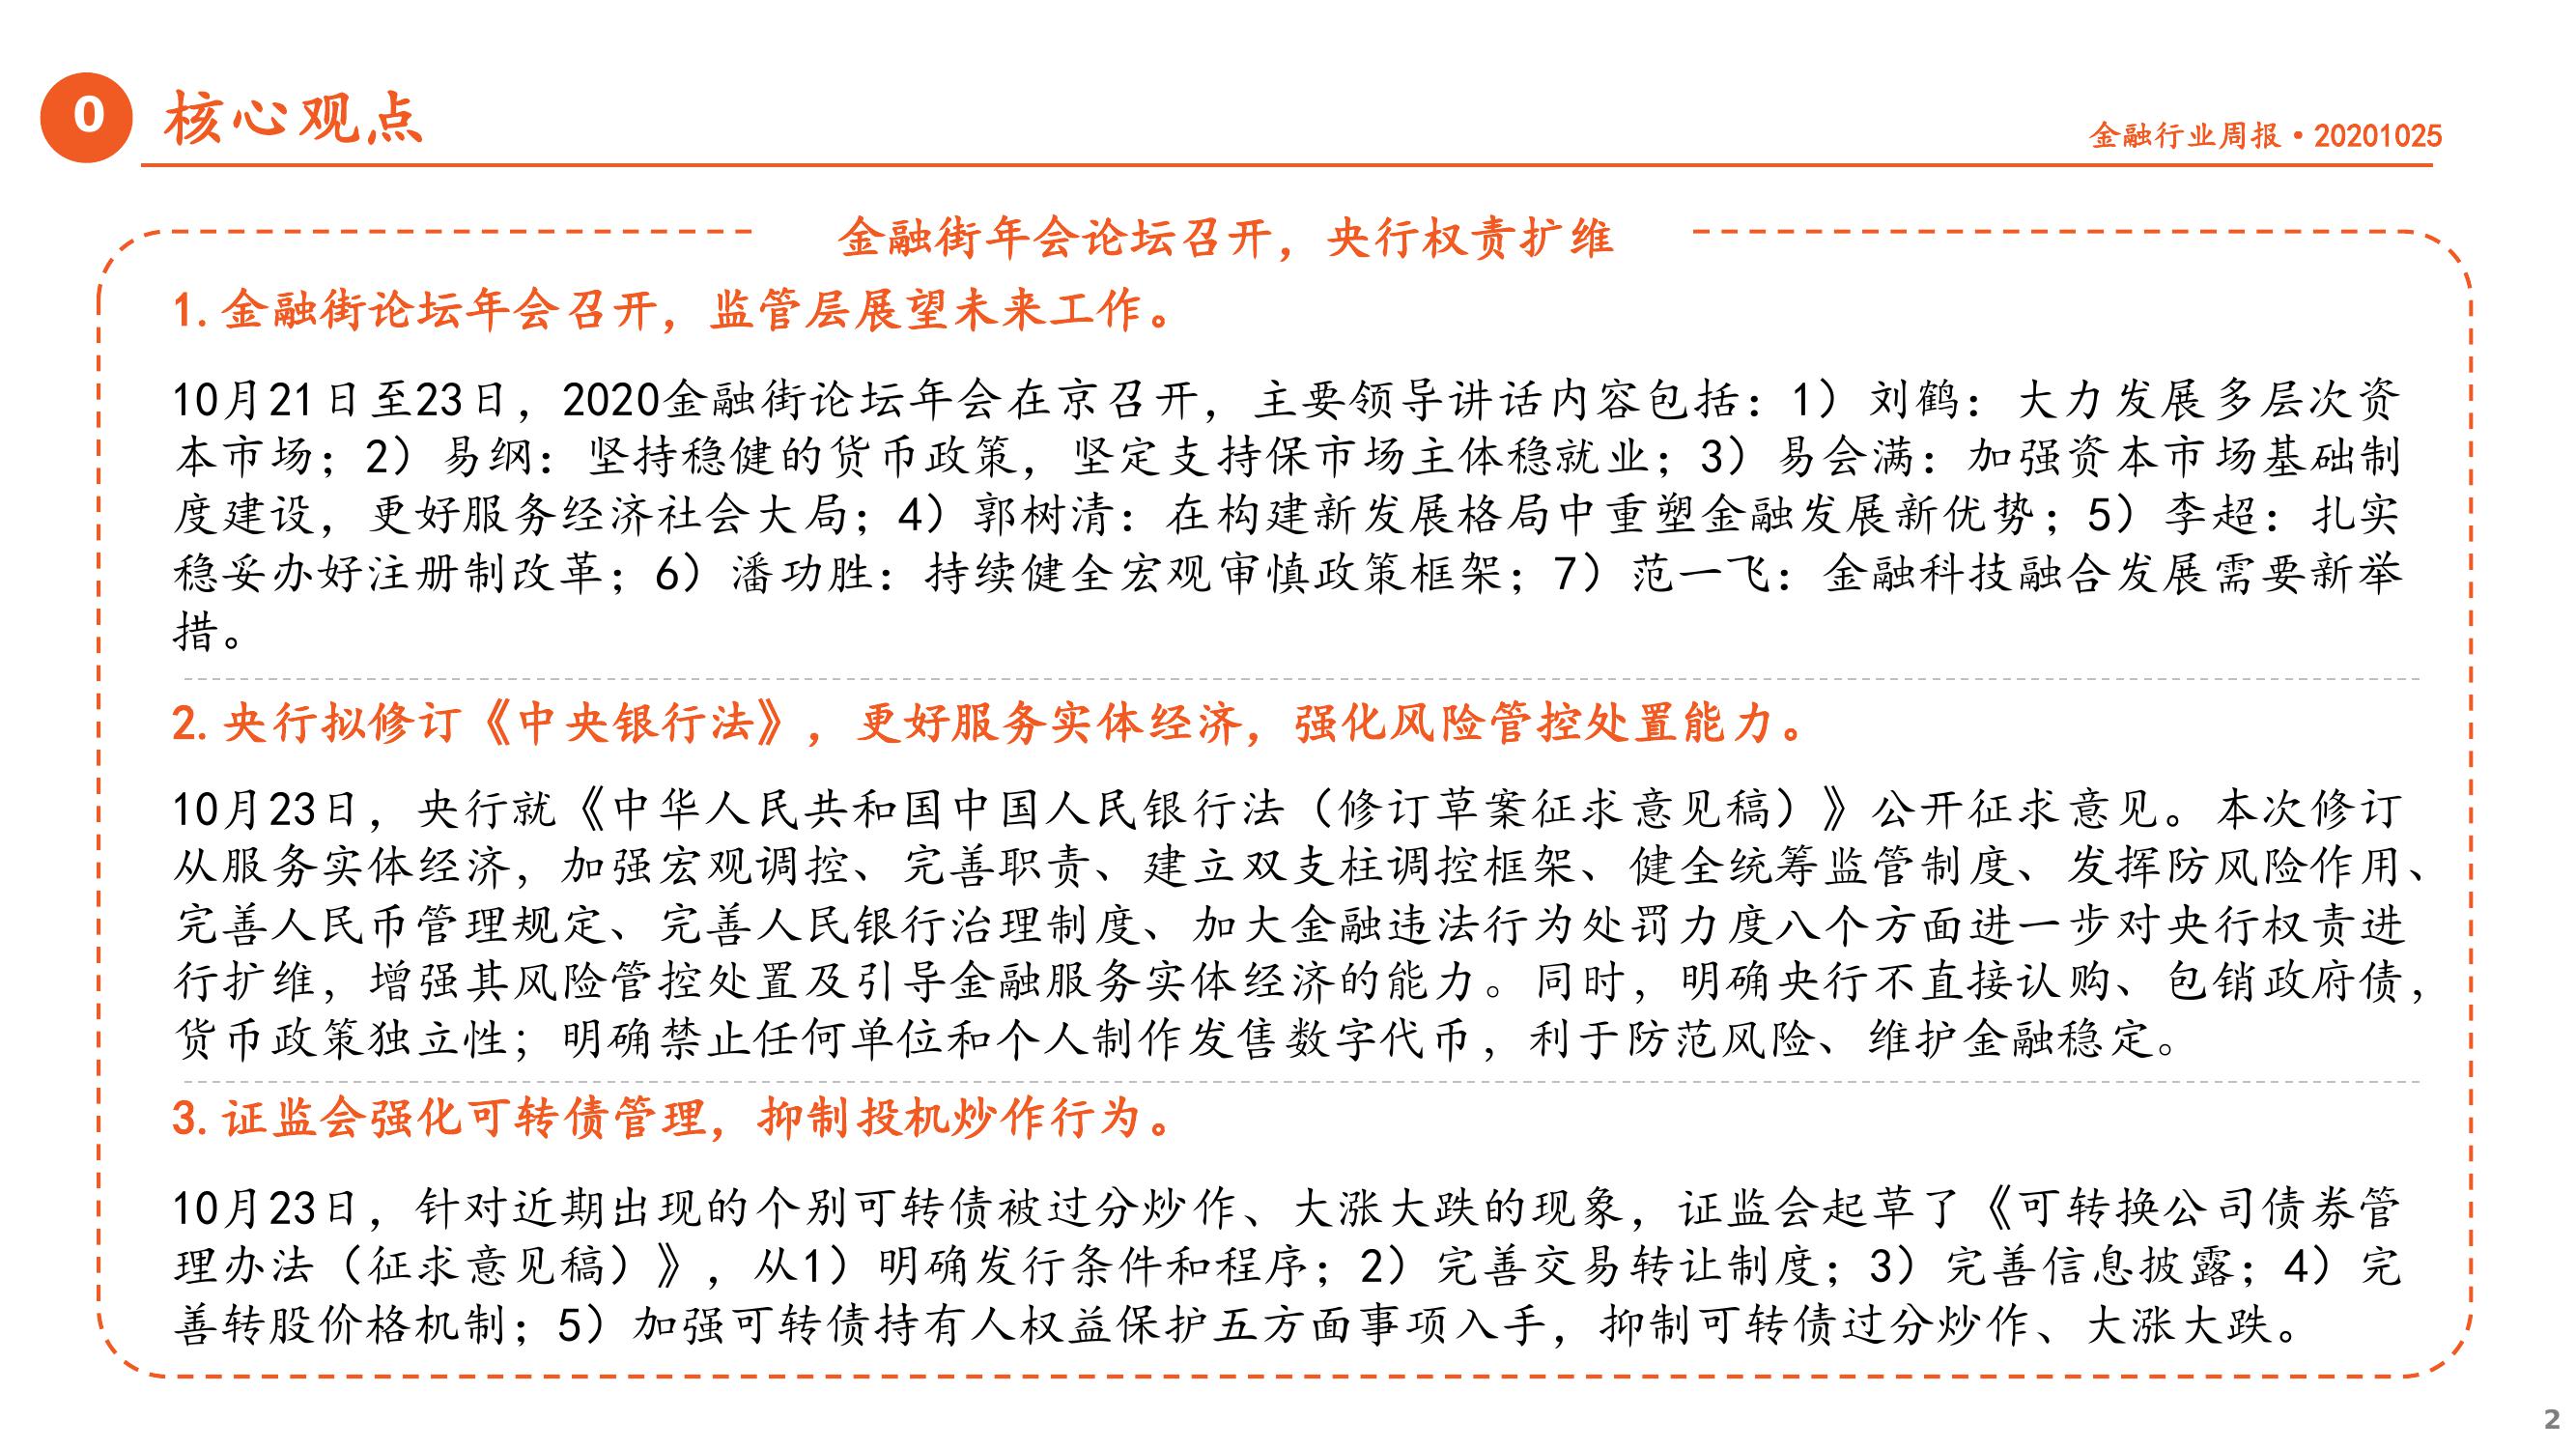 0
核心观点
金融行业周报•20201025
金融街年会论坛召开，央行权责扩维
1. 金融街论坛年会召开，监管层展望未来工作。
10月21日至23日，2020金融街论坛年会在京召开，主要领导讲话内容包括：1）刘鹤：大力发展多层次资
本市场；2）易纲：坚持稳健的货币政策，坚定支持保市场主体稳就业；3）易会满：加强资本市场基础制
度建设，更好服务经济社会大局；4）郭树清：在构建新发展格局中重塑金融发展新优势；5）李超：扎实
稳妥办好注册制改革；6）潘功胜：持续健全宏观审慎政策框架；7）范一飞：金融科技融合发展需要新举
措。
2. 央行拟修订《中央银行法》，更好服务实体经济，强化风险管控处置能力。
10月23日，央行就《中华人民共和国中国人民银行法（修订草案征求意见稿）》公开征求意见。本次修订
从服务实体经济，加强宏观调控、完善职责、建立双支柱调控框架、健全统筹监管制度、发挥防风险作用、
完善人民币管理规定、完善人民银行治理制度、加大金融违法行为处罚力度八个方面进一步对央行权责进
行扩维，增强其风险管控处置及引导金融服务实体经济的能力。同时，明确央行不直接认购、包销政府债，
货币政策独立性；明确禁止任何单位和个人制作发售数字代币，利于防范风险、维护金融稳定。
3. 证监会强化可转债管理，抑制投机炒作行为。
10月23日，针对近期出现的个别可转债被过分炒作、大涨大跌的现象，证监会起草了《可转换公司债券管
理办法（征求意见稿）》，从1）明确发行条件和程序；2）完善交易转让制度；3）完善信息披露；4）完
善转股价格机制；5）加强可转债持有人权益保护五方面事项入手，抑制可转债过分炒作、大涨大跌。
2